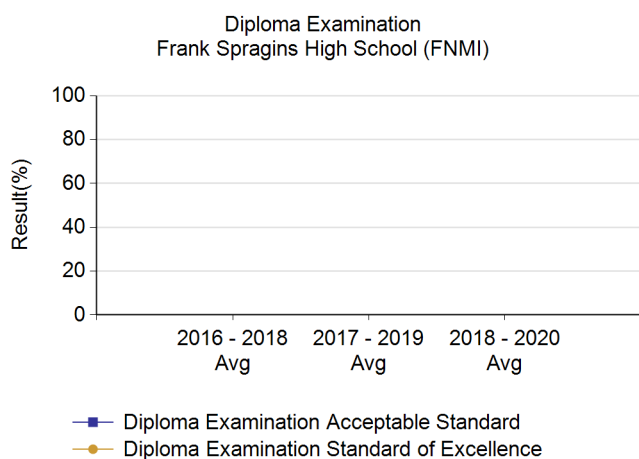 Diploma Examination
Frank Spragins High School (FNMI)
100
80
60
40
20
0
Result(%)
2016 - 2018 2017 - 2019 2018 - 2020
Avg Avg Avg
Diploma Examination Acceptable Standard
Diploma Examination Standard of Excellence